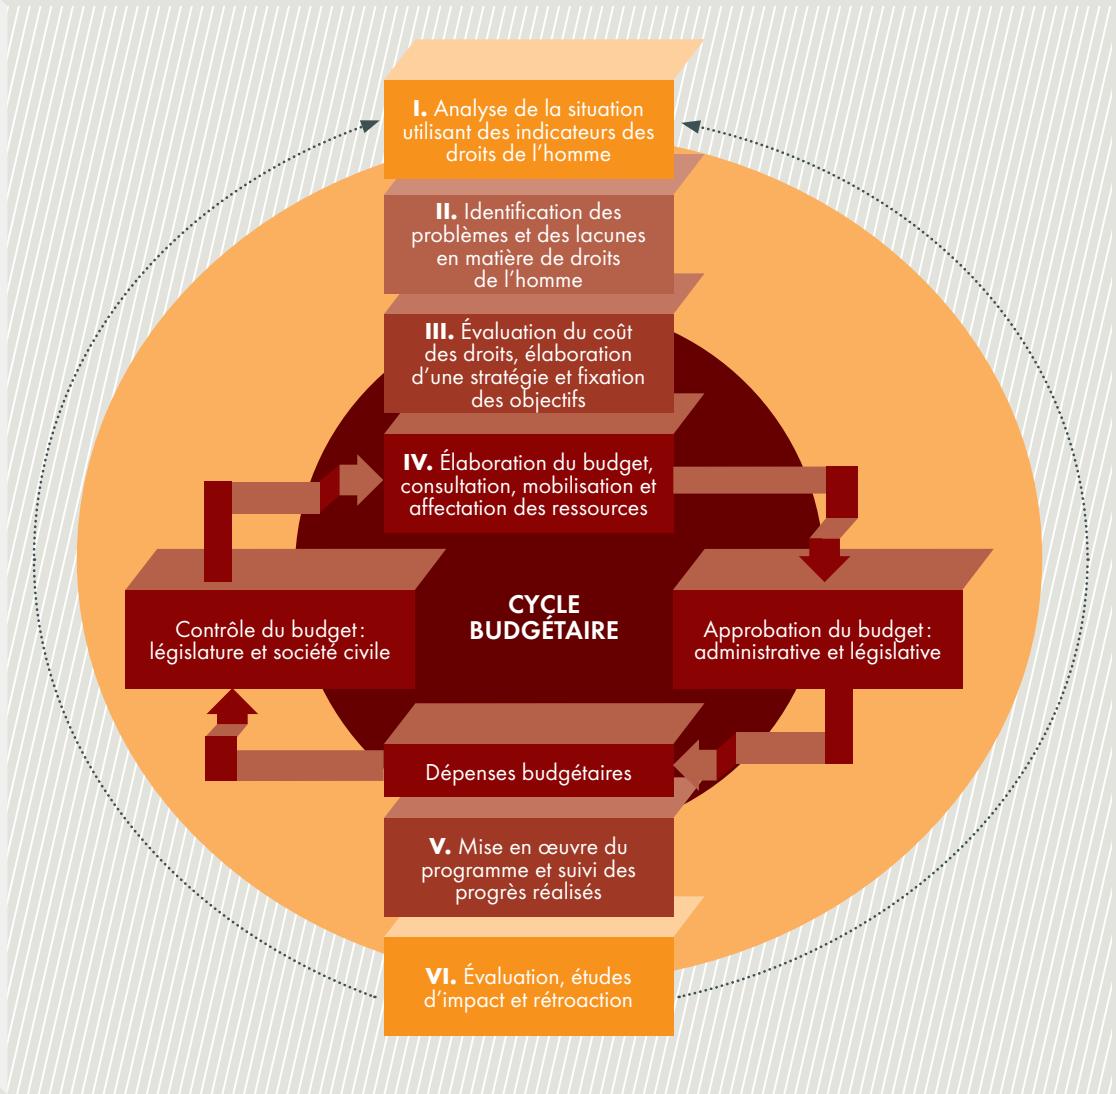 I. Analyse de la situation
utilisant des indicateurs des
droits de l’homme
II. Identification des
problèmes et des lacunes
en matière de droits
de l’homme
III. Évaluation du coût
des droits, élaboration
d’une stratégie et fixation
des objectifs
IV. Élaboration du budget,
consultation, mobilisation et
affectation des ressources
CYCLE
BUDGÉTAIRE
Contrôle du budget :
législature et société civile
Approbation du budget :
administrative et législative
Dépenses budgétaires
V. Mise en œuvre du
programme et suivi des
progrès réalisés
VI. Évaluation, études
d’impact et rétroaction